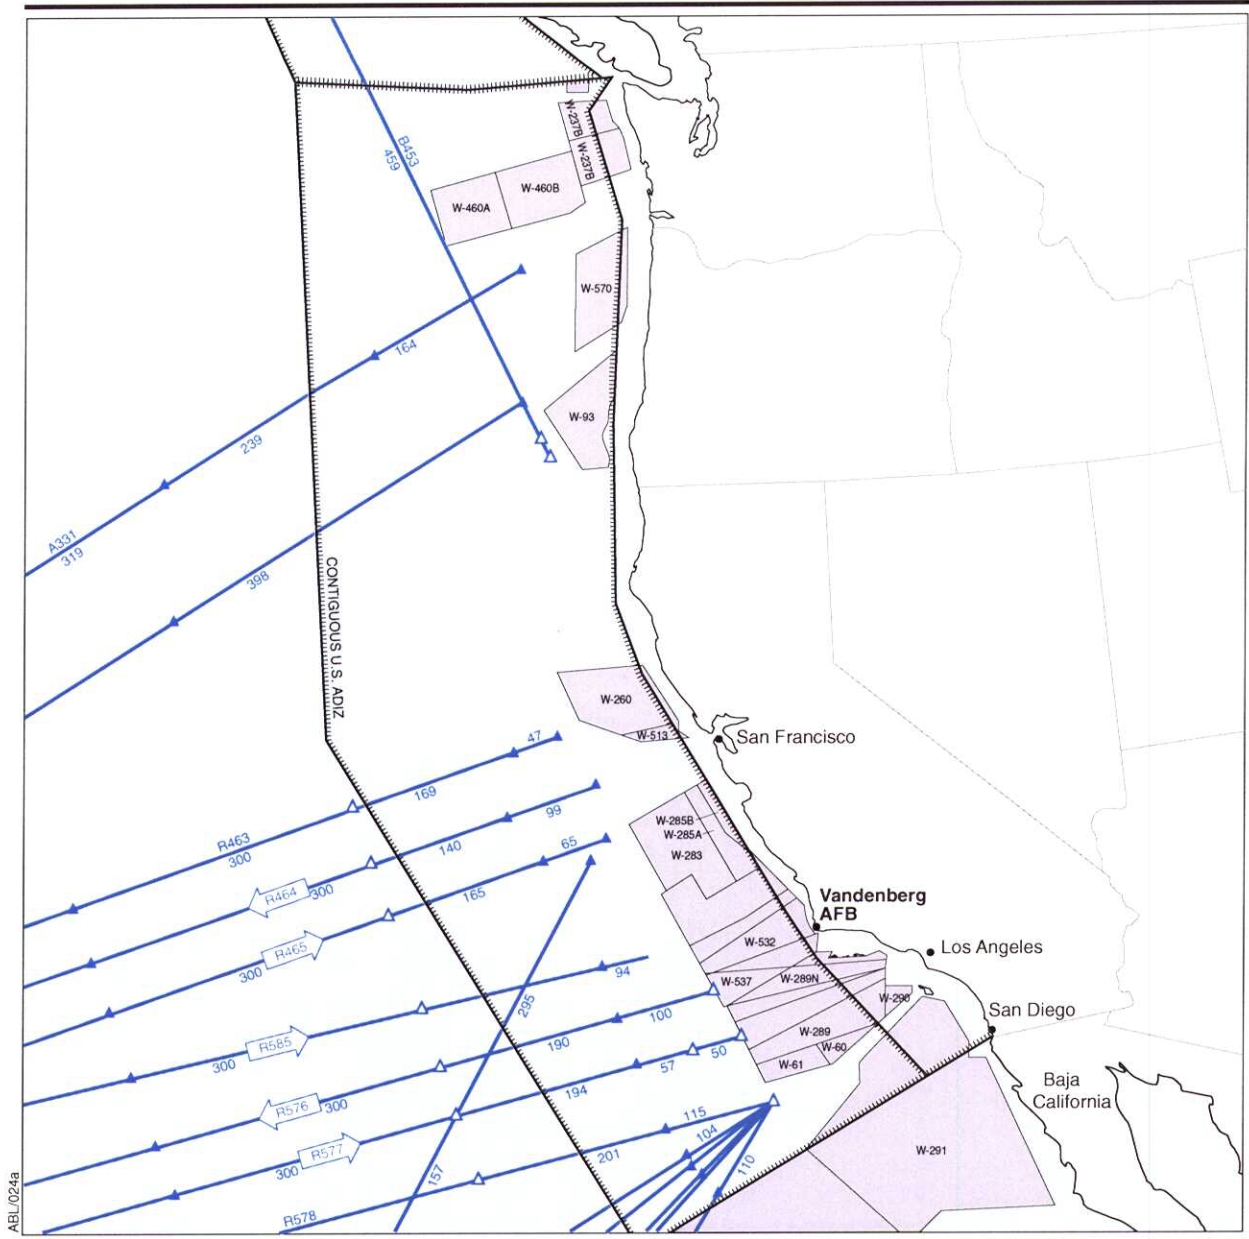 B453
459
W-237B
W-237B
W-460B
W-460A
W-570
164
W-93
239
A331
319
398
CONTIGUOUS U.S. ADIZ
W-260
W-513
San Francisco
47
169
R463
300
99
140
R464
300
65
165
R465
300
W-285B
W-285A
W-283
Vandenberg
AFB
W-532
Los Angeles
W-537
W-289N
W-290
San Diego
94
295
R585
300
100
190
W-289
W-60
W-61
50
57
194
R576
300
Baja
California
115
104
110
201
R577
300
157
W-291
R578
ABL/024a